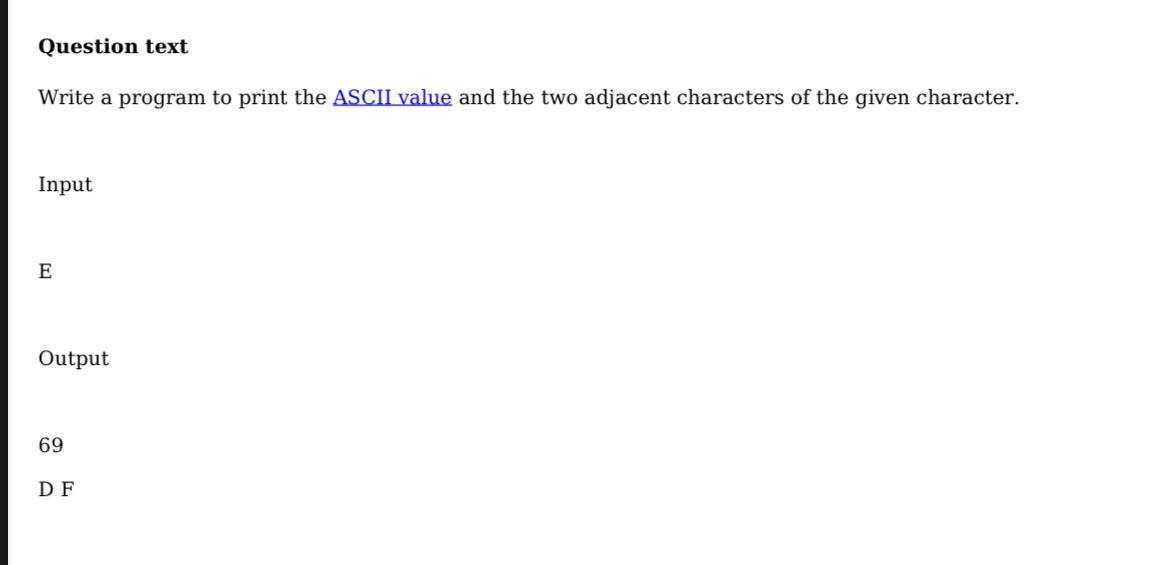 Question text
Write a program to print the ASCII value and the two adjacent characters of the given character.
Input
E
Output
69
D F